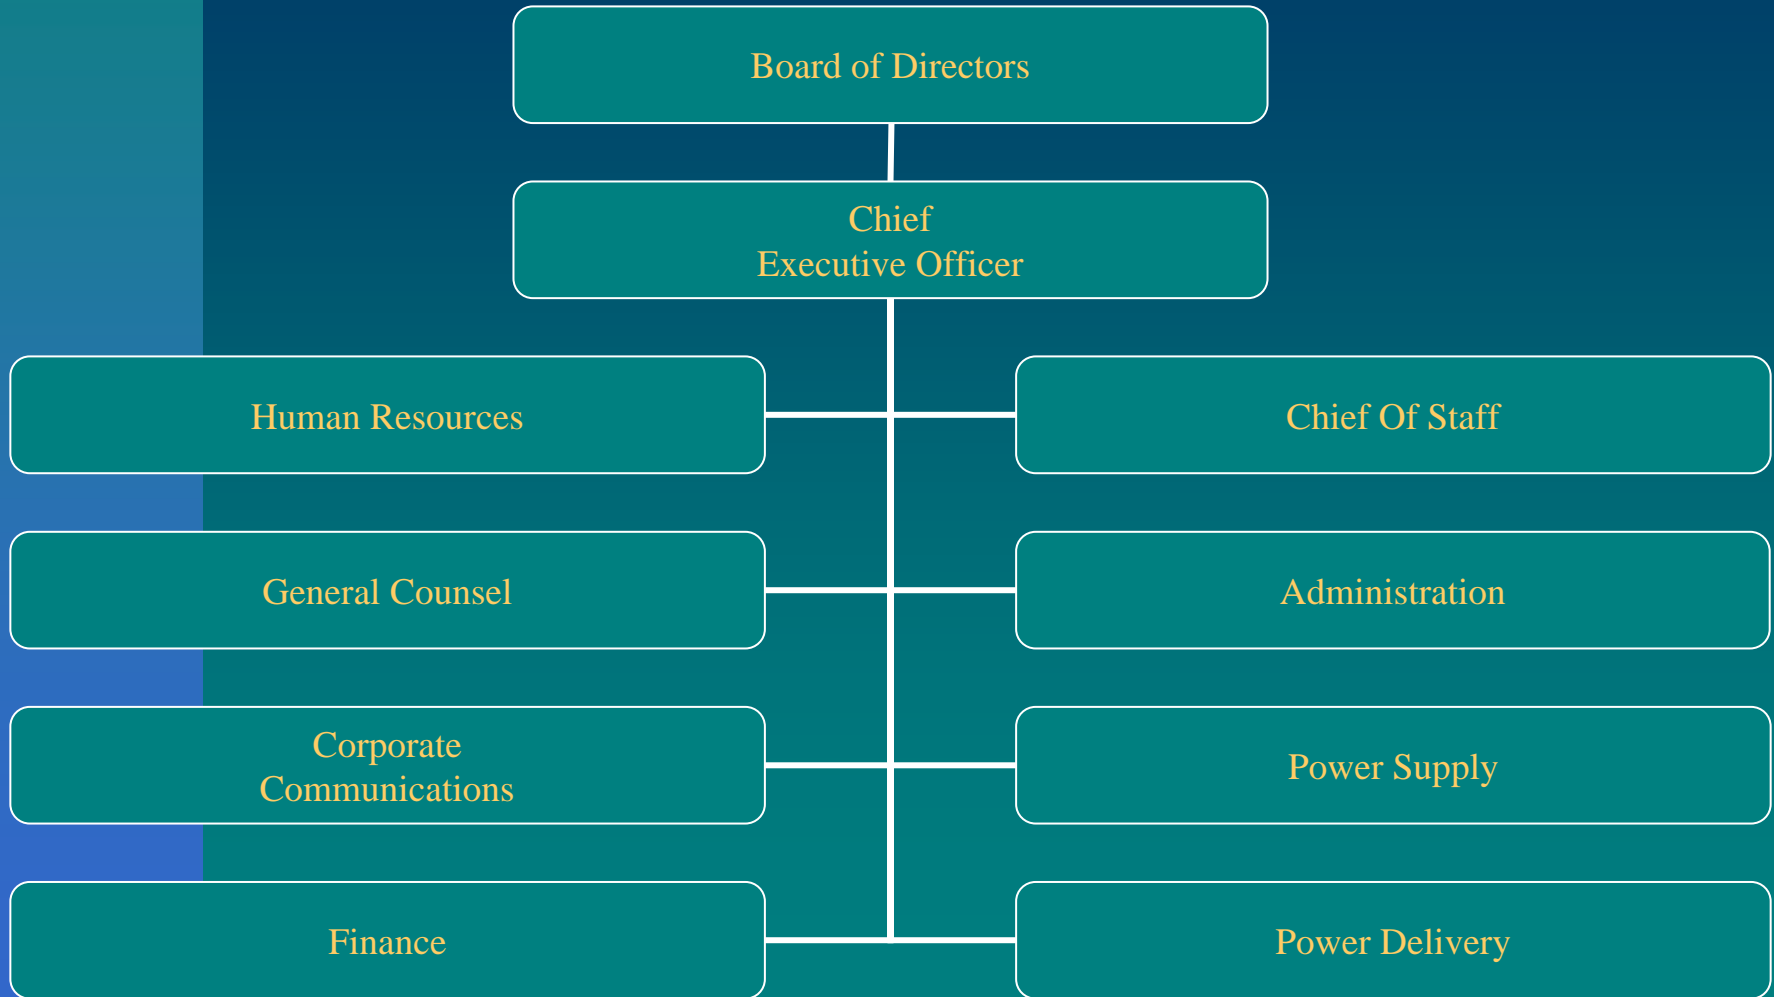 Board of Directors
Chief
Executive Officer
Human Resources
Chief Of Staff
General Counsel
Administration
Corporate
Communications
Power Supply
Finance
Power Delivery